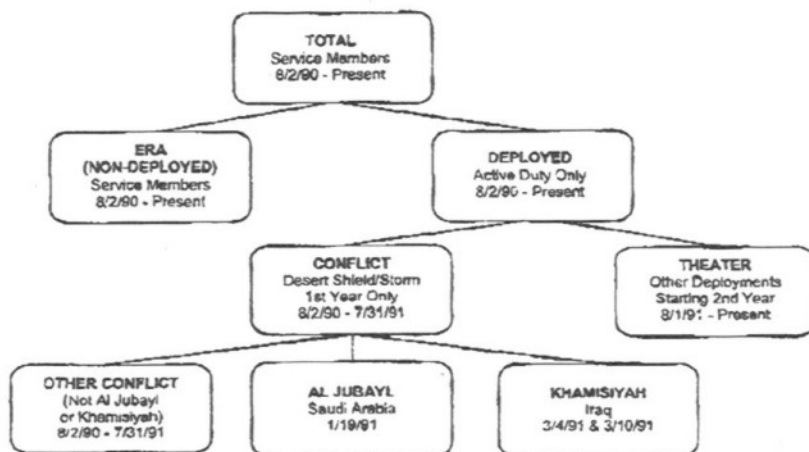 TOTAL
Service Members
8/2/90 - Present
ERA
(NON-DEPLOYED)
Service Members
8/2/90 - Present
DEPLOYED
Active Duty Only
8/2/90 - Present
CONFLICT
Desert Shield/Storm
1st Year Only
8/2/90 - 7/31/91
THEATER
Other Deployments
Starting 2nd Year
8/1/91 - Present
OTHER CONFLICT
(Not Al Jubayl
or Khamisiyah)
8/2/90 - 7/31/91
AL JUBAYL
Saudi Arabia
1/19/91
KHAMISIYAH
Iraq
3/4/91 & 3/10/91